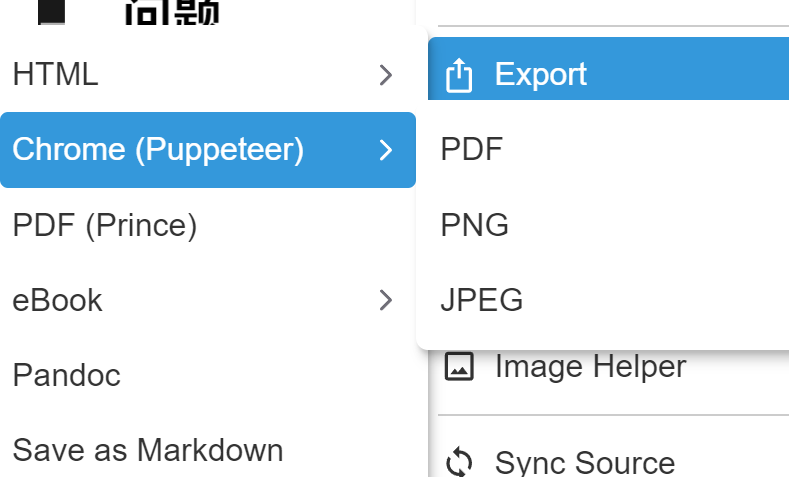 问题
HTML
Chrome (Puppeteer)
PDF (Prince)
eBook
Pandoc
Save as Markdown
Export
PDF
PNG
JPEG
Image Helper
Sync Source